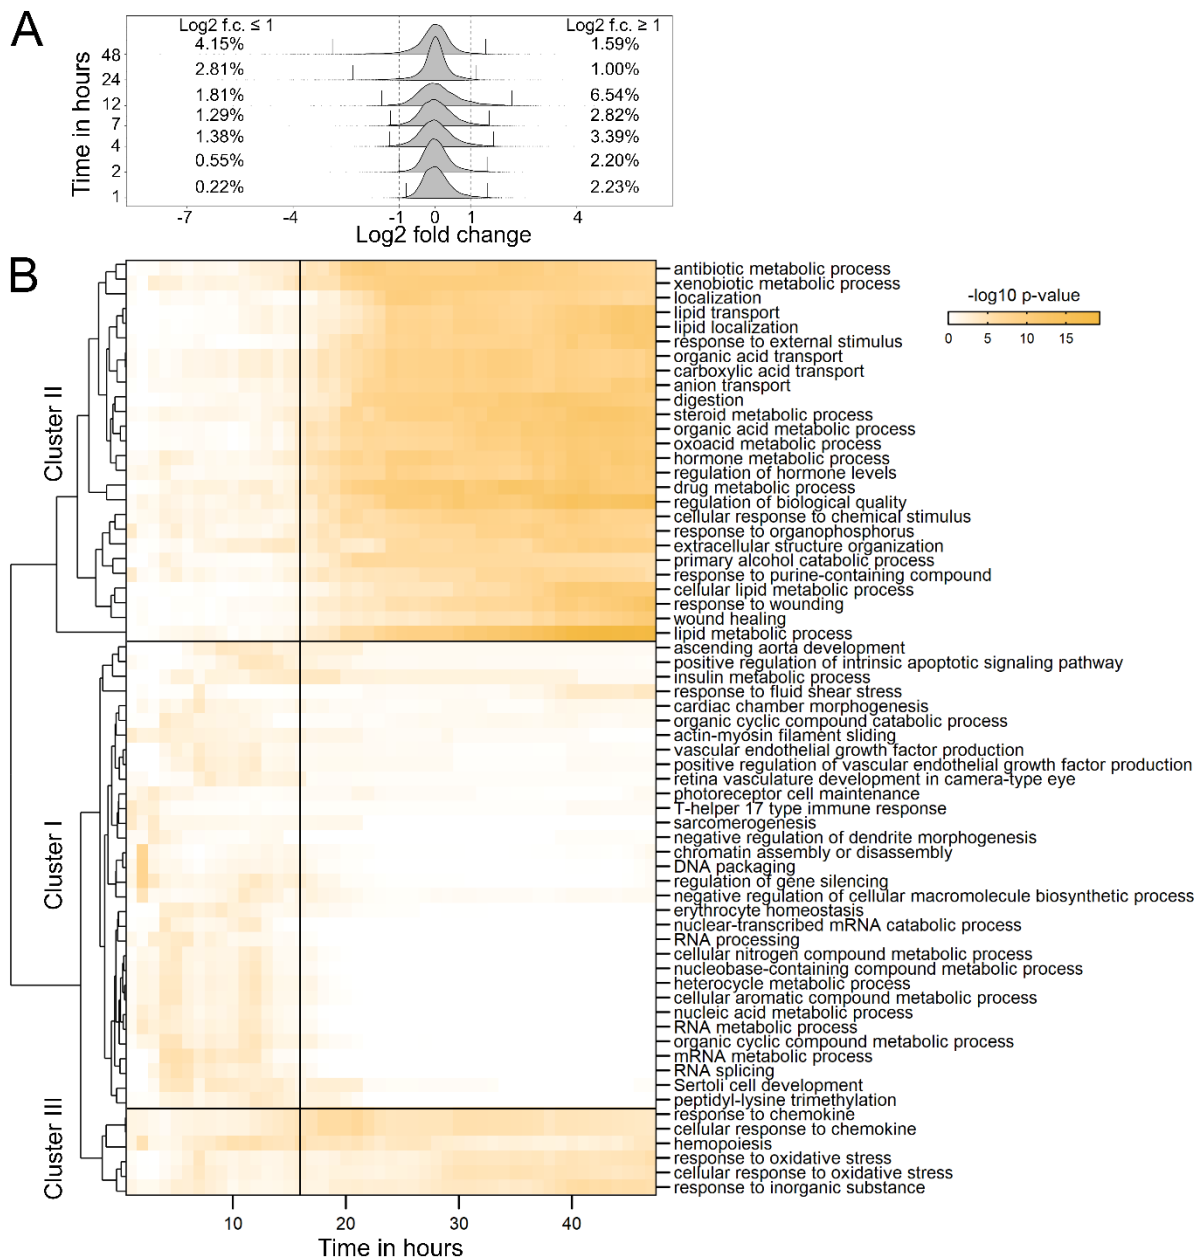 A
Log2 f.c. ≤ 1
Log2 f.c. ≥ 1
Time in hours
48
4.15%
1.59%
24
2.81%
1.00%
12
1.81%
6.54%
7
1.29%
2.82%
4
1.38%
3.39%
2
0.55%
2.20%
1
0.22%
2.23%
-7 -4 -1 0 1 4
Log2 fold change
B
Cluster II
Cluster I
Cluster III
antibiotic metabolic process
xenobiotic metabolic process
localization
lipid transport
lipid localization
response to external stimulus
organic acid transport
carboxylic acid transport
anion transport
digestion
steroid metabolic process
organic acid metabolic process
oxoacid metabolic process
hormone metabolic process
regulation of hormone levels
drug metabolic process
regulation of biological quality
cellular response to chemical stimulus
response to organophosphorus
extracellular structure organization
primary alcohol catabolic process
response to purine-containing compound
cellular lipid metabolic process
response to wounding
wound healing
lipid metabolic process
ascending aorta development
positive regulation of intrinsic apoptotic signaling pathway
insulin metabolic process
response to fluid shear stress
cardiac chamber morphogenesis
organic cyclic compound catabolic process
actin-myosin filament sliding
vascular endothelial growth factor production
positive regulation of vascular endothelial growth factor production
retina vasculature development in camera-type eye
photoreceptor cell maintenance
T-helper 17 type immune response
sarcomerogenesis
negative regulation of dendrite morphogenesis
chromatin assembly or disassembly
DNA packaging
regulation of gene silencing
negative regulation of cellular macromolecule biosynthetic process
erythrocyte homeostasis
nuclear-transcribed mRNA catabolic process
RNA processing
cellular nitrogen compound metabolic process
nucleobase-containing compound metabolic process
heterocycle metabolic process
cellular aromatic compound metabolic process
nucleic acid metabolic process
RNA metabolic process
organic cyclic compound metabolic process
mRNA metabolic process
RNA splicing
Sertoli cell development
peptidyl-lysine trimethylation
response to chemokine
cellular response to chemokine
hemopoiesis
response to oxidative stress
cellular response to oxidative stress
response to inorganic substance
-log10 p-value
0 5 10 15
10 20 30 40
Time in hours